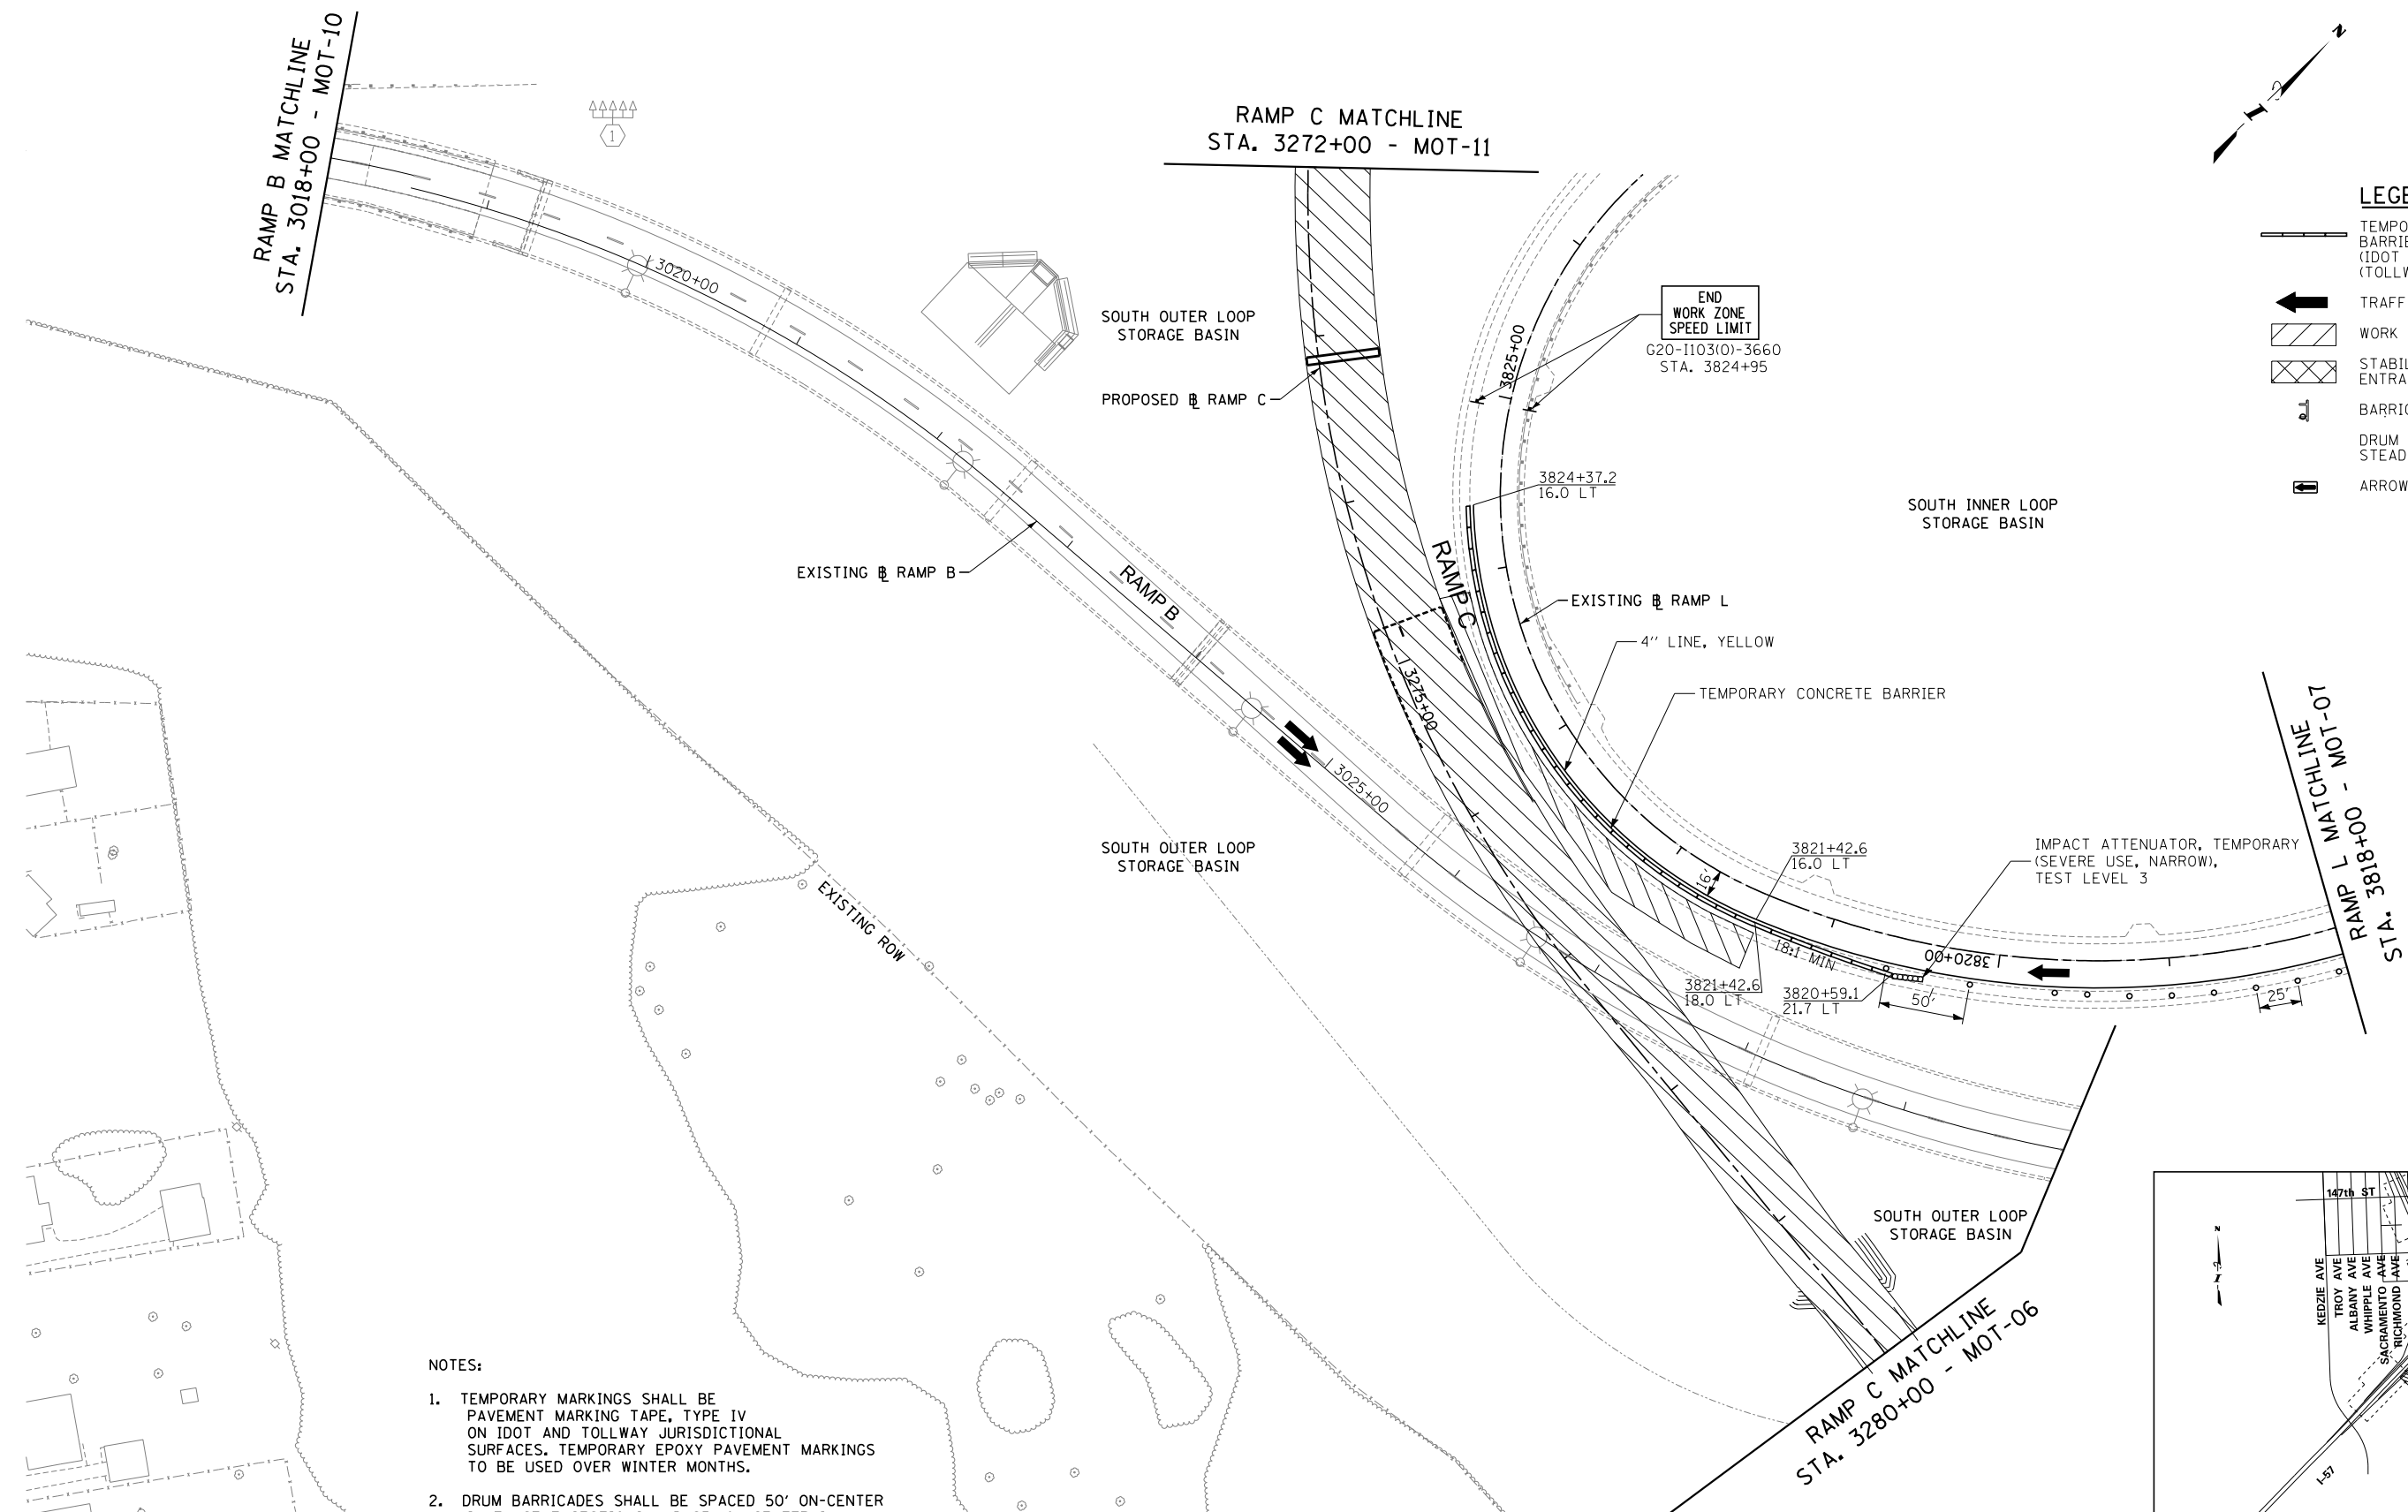 RAMP B MATCHLINE
STA. 3018+00 - MOT-10
1
3020+00
RAMP C MATCHLINE
STA. 3272+00 - MOT-11
N
SOUTH OUTER LOOP
STORAGE BASIN
PROPOSED RAMP C
END
WORK ZONE
SPEED LIMIT
G20-I103(O)-3660
STA. 3824+95
3825+00
3824+37.2
16.0 LT
SOUTH INNER LOOP
STORAGE BASIN
EXISTING RAMP B
RAMP B
RAMP C
EXISTING RAMP L
4'' LINE, YELLOW
TEMPORARY CONCRETE BARRIER
3275+00
3025+00
SOUTH OUTER LOOP
STORAGE BASIN
EXISTING ROW
3821+42.6
16.0 LT
16'
IMPACT ATTENUATOR, TEMPORARY
(SEVERE USE, NARROW),
TEST LEVEL 3
18:1 MIN
3821+42.6
18.0 LT
3820+59.1
21.7 LT
3820+00
50'
25'
RAMP L MATCHLINE
STA. 3818+00 - MOT-07
SOUTH OUTER LOOP
STORAGE BASIN
RAMP C MATCHLINE
STA. 3280+00 - MOT-06
LEGE
TEMPO
BARRIE
(IDOT
(TOLLW
TRAFF
WORK
STABIL
ENTRA
BARRIC
DRUM
STEAD
ARROW
NOTES:
1. TEMPORARY MARKINGS SHALL BE
PAVEMENT MARKING TAPE, TYPE IV
ON IDOT AND TOLLWAY JURISDICTIONAL
SURFACES. TEMPORARY EPOXY PAVEMENT MARKINGS
TO BE USED OVER WINTER MONTHS.
2. DRUM BARRICADES SHALL BE SPACED 50' ON-CENTER
N
147th ST
KEDZIE AVE
TROY AVE
ALBANY AVE
WHIPPLE AVE
SACRAMENTO AVE
RICHMOND AVE
I-57